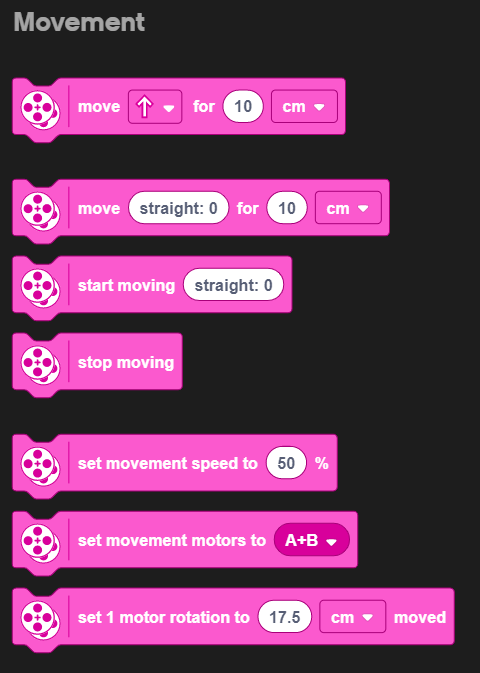 Movement
move for 10 cm
move straight: 0 for 10 cm
start moving straight: 0
stop moving
set movement speed to 50 %
set movement motors to A+B
set 1 motor rotation to 17.5 cm moved